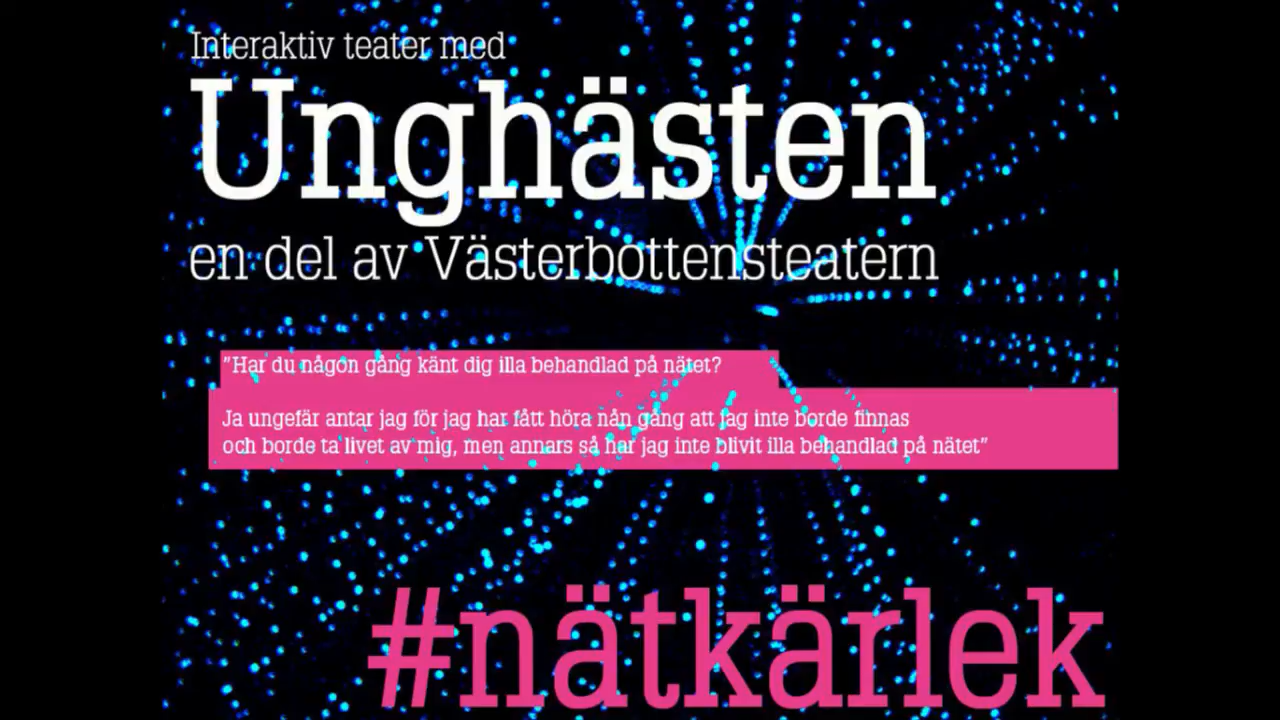 Interaktiv teater med
Unghästen
en del av Västerbottensteatern
”Har du någon gång känt dig illa behandlad på nätet?
Ja ungefär antar jag för jag har fått höra nån gång att jag inte borde finnas
och borde ta livet av mig, men annars så har jag inte blivit illa behandlad på nätet”
#nätkärlek